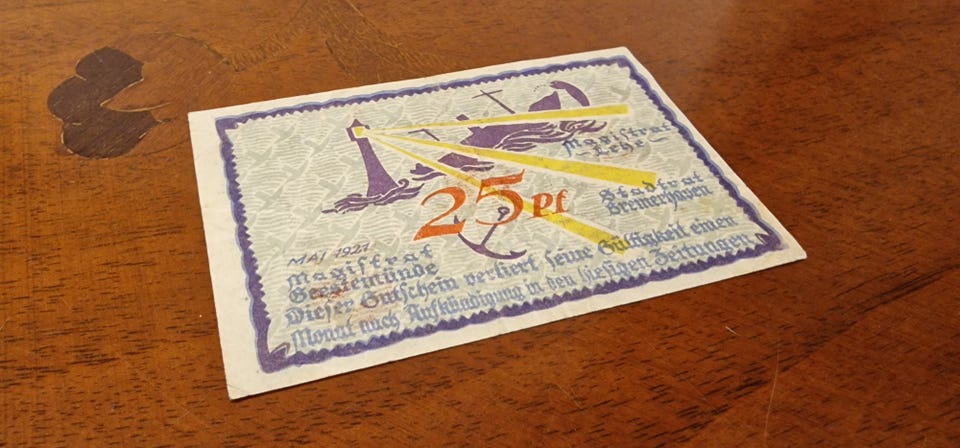 Magistrat
Lehe
25 Pf
Stadtrat
Bremerhaven
MAI 1921
Magistrat
Geestemünde
Dieser Gutschein verliert seine Gültigkeit einen
Monat nach Aufkündigung in den hiesigen Zeitungen